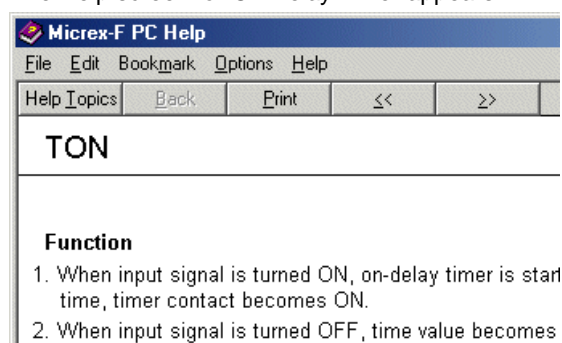 Micrex-F PC Help
File Edit Bookmark Options Help
Help Topics Back Print << >>
TON
Function
1. When input signal is turned ON, on-delay timer is start
time, timer contact becomes ON.
2. When input signal is turned OFF, time value becomes